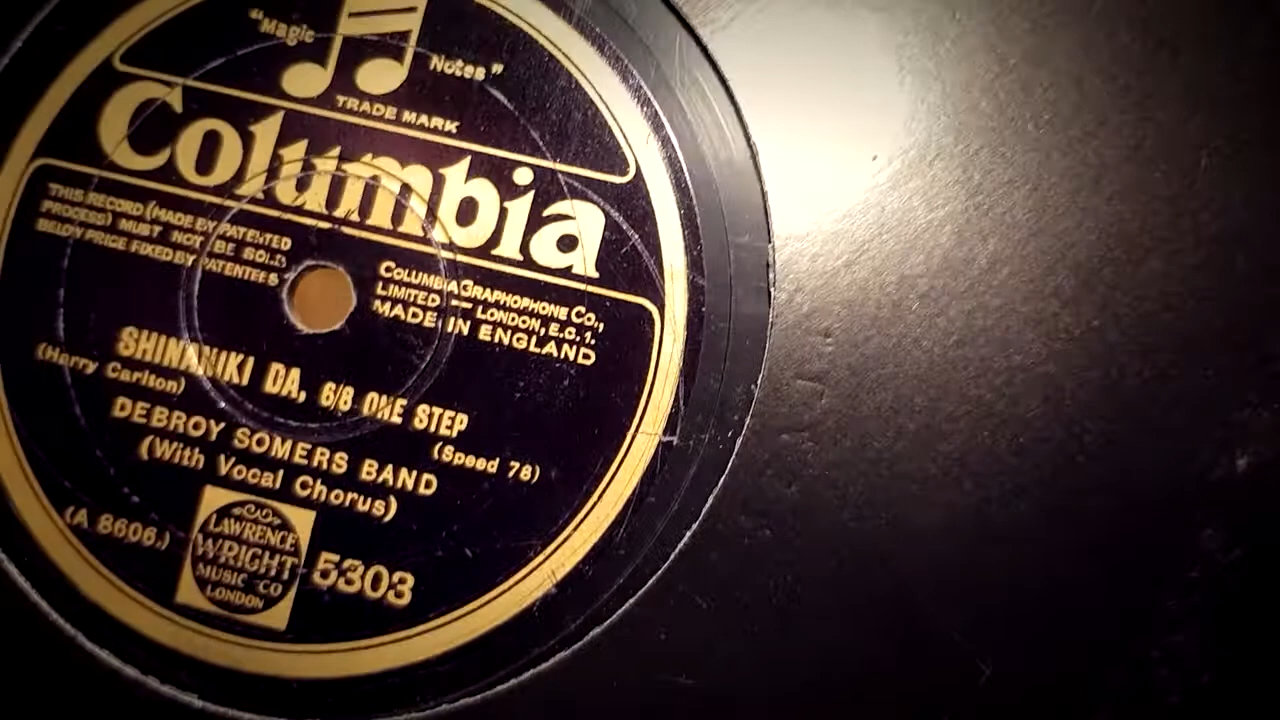 "Magic Notes"
TRADE MARK
Columbia
THIS RECORD (MADE BY PATENTED
PROCESS) MUST NOT BE SOLD
BELOW PRICE FIXED BY PATENTEES
COLUMBIA GRAPHOPHONE CO.,
LIMITED — LONDON, E.C.1.
MADE IN ENGLAND
SHINANIKI DA, 6/8 ONE STEP
(Harry Carlton)
(Speed 78)
DEBROY SOMERS BAND
(With Vocal Chorus)
(A 8606.)
LAWRENCE
WRIGHT
MUSIC CO
LONDON
5303